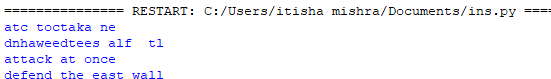 =============== RESTART: C:/Users/itisha mishra/Documents/ins.py ====
atc toctaka ne
dnhaweedtees alf  tl
attack at once
defend the east wall